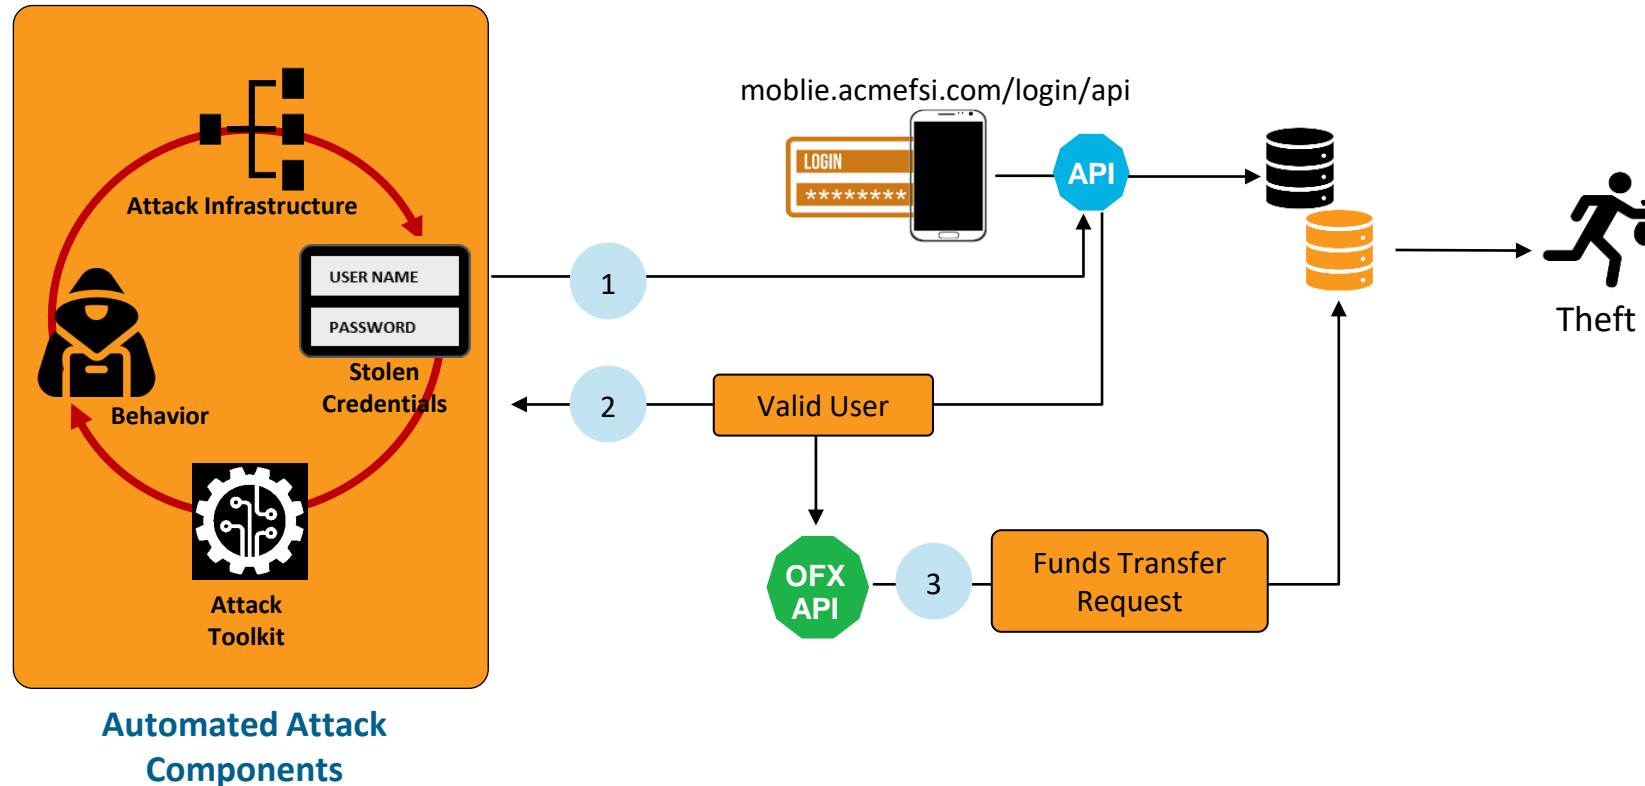 moblie.acmefsi.com/login/api
LOGIN
********
API
Attack Infrastructure
USER NAME
PASSWORD
Stolen
Credentials
Behavior
Attack
Toolkit
Automated Attack
Components
1
2
Valid User
OFX
API
3
Funds Transfer
Request
Theft